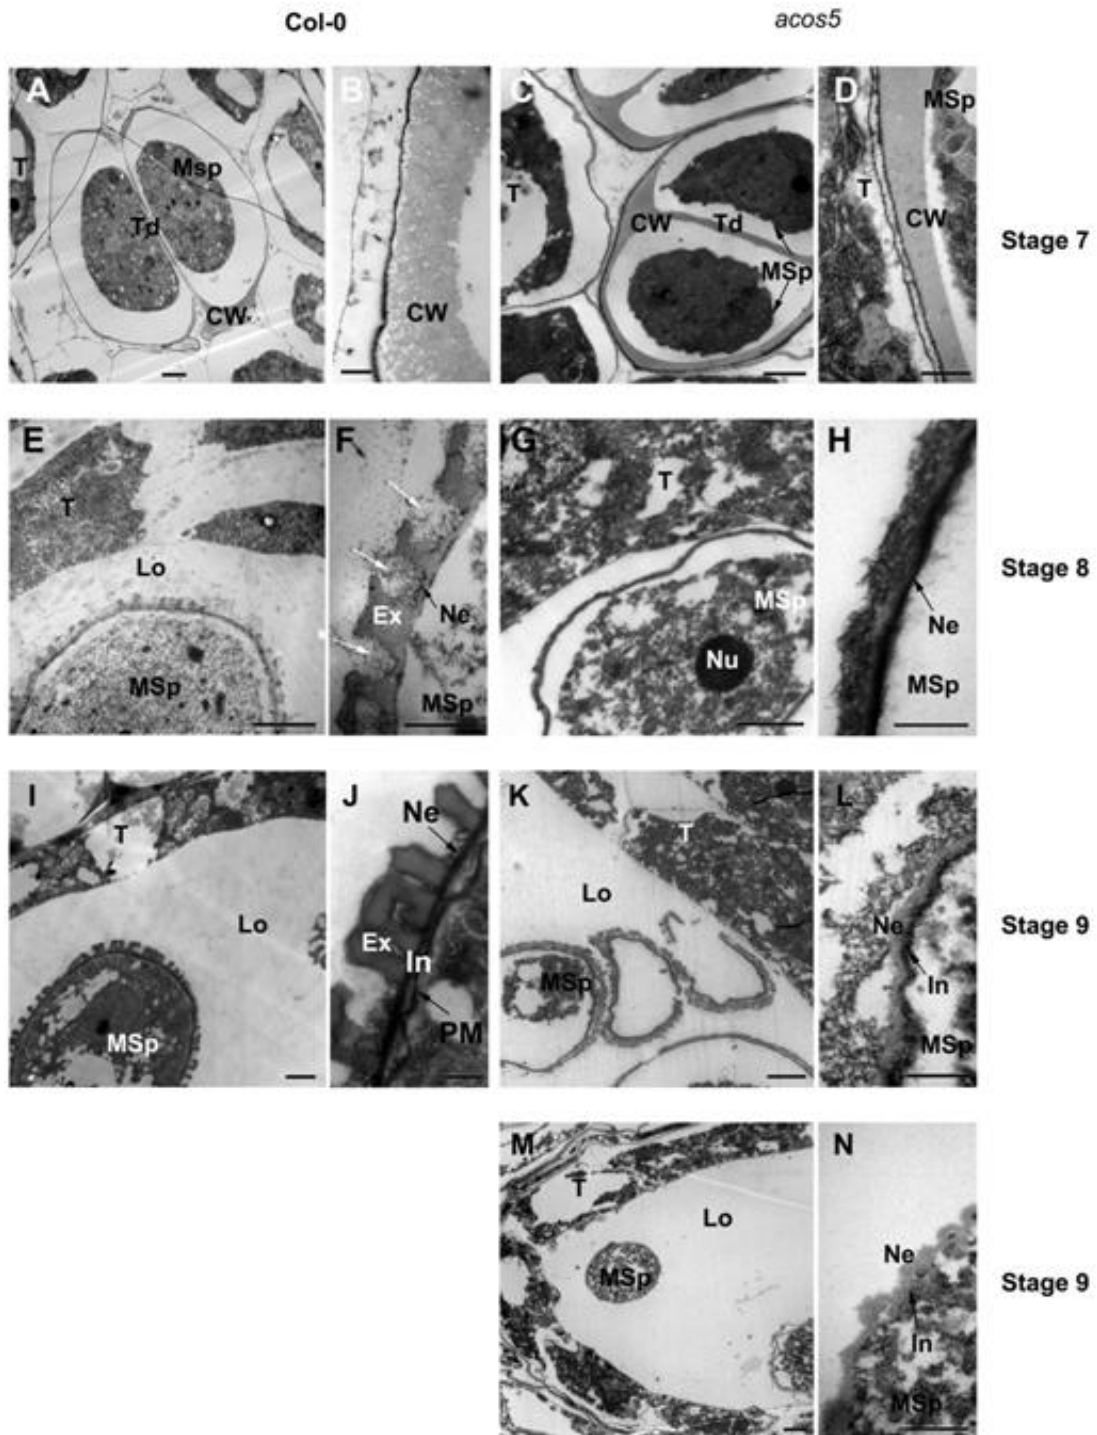 Col-0 acos5
A B C D
T Msp Td CW
CW
T CW Td MSp
MSp T CW
Stage 7
E F G H
T Lo MSp
Ex Ne MSp
T MSp Nu
Ne MSp
Stage 8
I J K L
T Lo MSp
Ne Ex In PM
T Lo MSp
Ne In MSp
Stage 9
M N
T Lo MSp
Ne In MSp
Stage 9